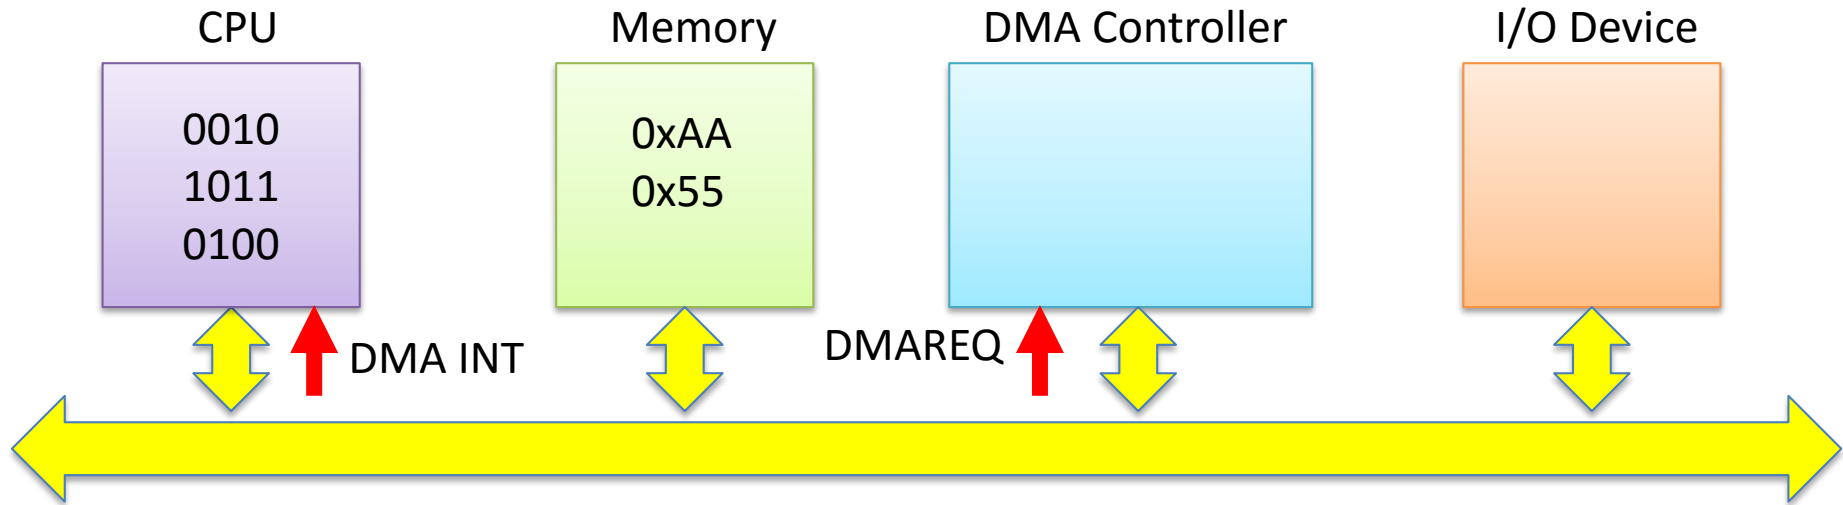 CPU
Memory
DMA Controller
I/O Device
0010
1011
0100
0xAA
0x55
DMA INT
DMAREQ